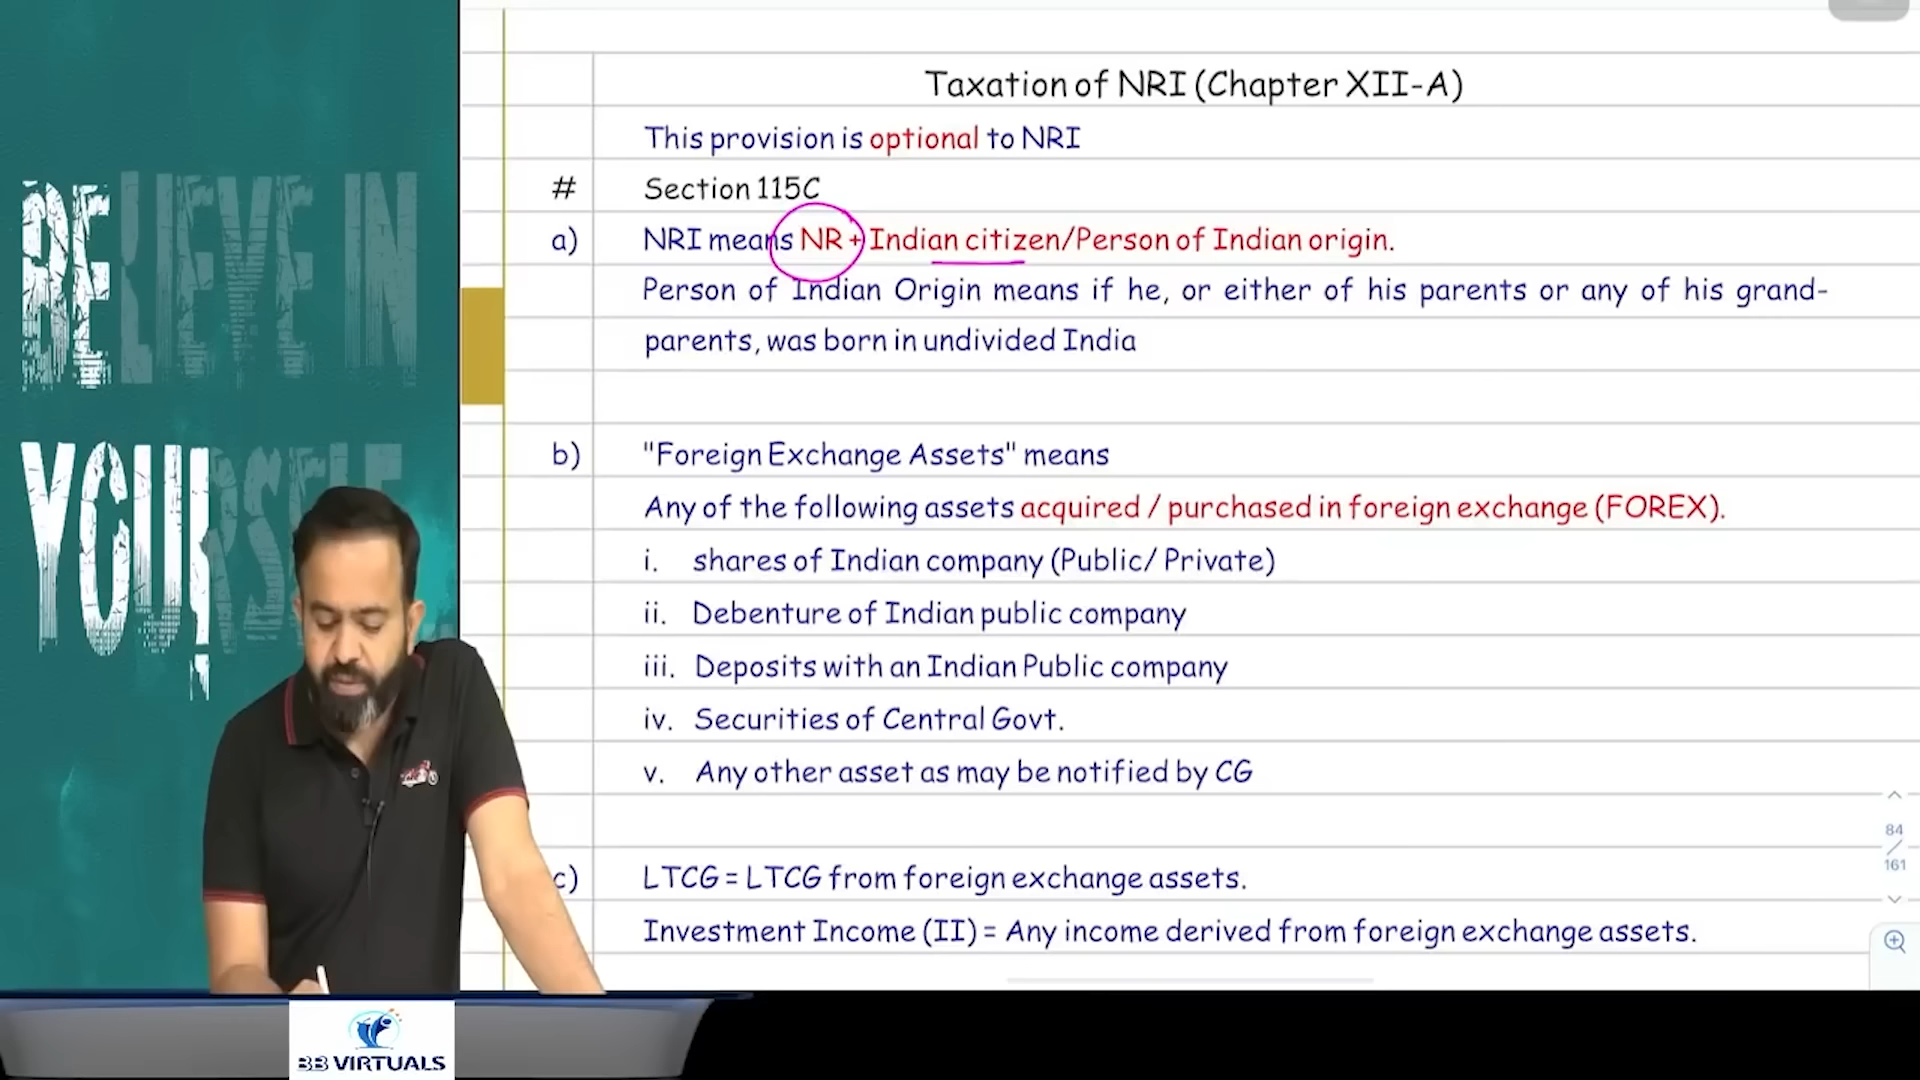 BELIEVE IN
YOURSELF
YOU!
Taxation of NRI (Chapter XII-A)
This provision is optional to NRI
# Section 115C
a) NRI means NR + Indian citizen/Person of Indian origin.
Person of Indian Origin means if he, or either of his parents or any of his grand-
parents, was born in undivided India
b) "Foreign Exchange Assets" means
Any of the following assets acquired / purchased in foreign exchange (FOREX).
i. shares of Indian company (Public/ Private)
ii. Debenture of Indian public company
iii. Deposits with an Indian Public company
iv. Securities of Central Govt.
v. Any other asset as may be notified by CG
c) LTCG = LTCG from foreign exchange assets.
Investment Income (II) = Any income derived from foreign exchange assets.
84
/
161
BB VIRTUALS